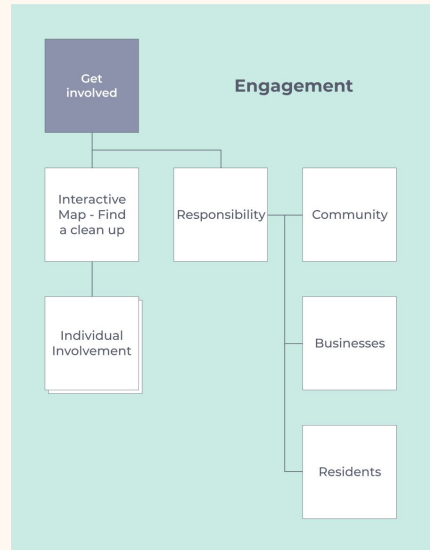 Get
involved
Engagement
Interactive
Map - Find
a clean up
Responsibility
Community
Individual
Involvement
Businesses
Residents